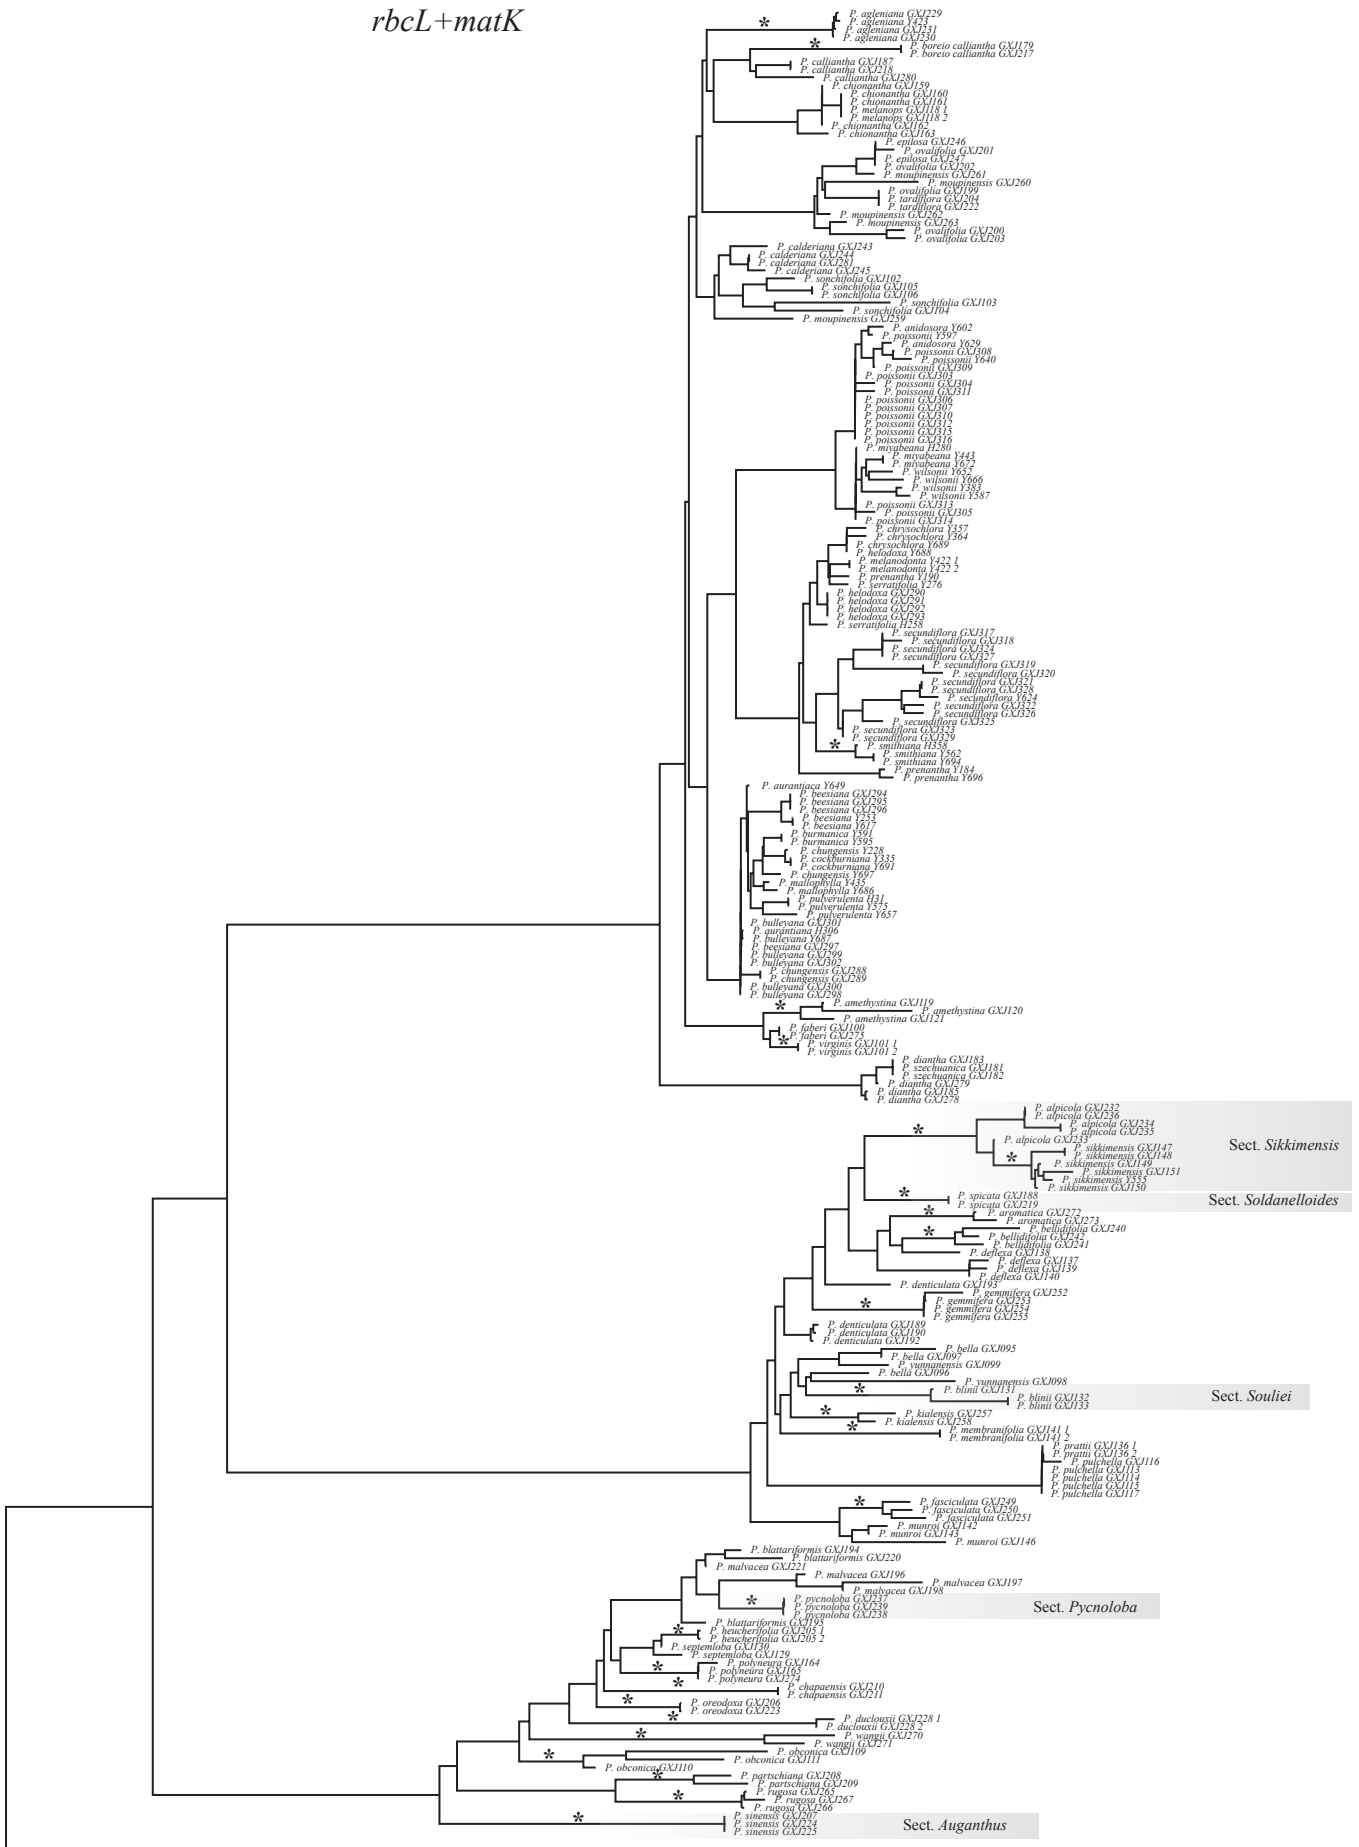 rbcL+matK
P. agleniana GXJ229
P. agleniana Y423
P. agleniana GXJ231
P. agleniana GXJ230
P. boreio calliantha GXJ179
P. boreio calliantha GXJ217
P. calliantha GXJ187
P. calliantha GXJ218
P. calliantha GXJ280
P. chionantha GXJ159
P. chionantha GXJ160
P. chionantha GXJ161
P. melanops GXJ118 1
P. melanops GXJ118 2
P. chionantha GXJ162
P. chionantha GXJ163
P. epilosa GXJ246
P. ovalifolia GXJ201
P. epilosa GXJ247
P. ovalifolia GXJ202
P. moupinensis GXJ261
P. moupinensis GXJ260
P. ovalifolia GXJ199
P. tardiflora GXJ204
P. tardiflora GXJ222
P. moupinensis GXJ262
P. moupinensis GXJ263
P. ovalifolia GXJ200
P. ovalifolia GXJ203
P. calderiana GXJ243
P. calderiana GXJ244
P. calderiana GXJ281
P. calderiana GXJ245
P. sonchifolia GXJ102
P. sonchifolia GXJ105
P. sonchifolia GXJ106
P. sonchifolia GXJ103
P. sonchifolia GXJ104
P. moupinensis GXJ259
P. anidosora Y602
P. poissonii Y597
P. anidosora Y629
P. poissonii GXJ308
P. poissonii Y640
P. poissonii GXJ309
P. poissonii GXJ303
P. poissonii GXJ304
P. poissonii GXJ311
P. poissonii GXJ306
P. poissonii GXJ307
P. poissonii GXJ310
P. poissonii GXJ312
P. poissonii GXJ315
P. poissonii GXJ316
P. miyabeana H280
P. miyabeana Y443
P. miyabeana Y672
P. wilsonii Y652
P. wilsonii Y666
P. wilsonii Y383
P. wilsonii Y587
P. poissonii GXJ313
P. poissonii GXJ305
P. poissonii GXJ314
P. chrysochlora Y357
P. chrysochlora Y364
P. chrysochlora Y689
P. helodoxa Y688
P. melanodonta Y422 1
P. melanodonta Y422 2
P. prenantha Y190
P. serratifolia Y276
P. helodoxa GXJ290
P. helodoxa GXJ291
P. helodoxa GXJ292
P. helodoxa GXJ293
P. serratifolia H258
P. secundiflora GXJ317
P. secundiflora GXJ318
P. secundiflora GXJ324
P. secundiflora GXJ327
P. secundiflora GXJ319
P. secundiflora GXJ320
P. secundiflora GXJ321
P. secundiflora GXJ328
P. secundiflora Y624
P. secundiflora GXJ322
P. secundiflora GXJ326
P. secundiflora GXJ325
P. secundiflora GXJ323
P. secundiflora GXJ329
P. smithiana H358
P. smithiana Y562
P. smithiana Y694
P. prenantha Y184
P. prenantha Y696
P. aurantiaca Y649
P. beesiana GXJ294
P. beesiana GXJ295
P. beesiana GXJ296
P. beesiana Y253
P. beesiana Y617
P. burmanica Y591
P. burmanica Y595
P. chungensis Y228
P. cockburniana Y335
P. cockburniana Y691
P. chungensis Y697
P. mallophylla Y435
P. mallophylla Y686
P. pulverulenta H31
P. pulverulenta Y575
P. pulverulenta Y657
P. bulleyana GXJ301
P. aurantiana H306
P. bulleyana Y687
P. beesiana GXJ297
P. bulleyana GXJ299
P. bulleyana GXJ302
P. chungensis GXJ288
P. chungensis GXJ289
P. bulleyana GXJ300
P. bulleyana GXJ298
P. amethystina GXJ119
P. amethystina GXJ120
P. amethystina GXJ121
P. faberi GXJ100
P. faberi GXJ275
P. virginis GXJ101 1
P. virginis GXJ101 2
P. diantha GXJ183
P. szechuanica GXJ181
P. szechuanica GXJ182
P. diantha GXJ279
P. diantha GXJ185
P. diantha GXJ278
P. alpicola GXJ232
P. alpicola GXJ236
P. alpicola GXJ234
P. alpicola GXJ235
P. alpicola GXJ233
Sect. Sikkimensis
P. sikkimensis GXJ147
P. sikkimensis GXJ148
P. sikkimensis GXJ149
P. sikkimensis GXJ151
P. sikkimensis Y555
P. sikkimensis GXJ150
P. spicata GXJ188
Sect. Soldanelloides
P. spicata GXJ219
P. aromatica GXJ272
P. aromatica GXJ273
P. bellidifolia GXJ240
P. bellidifolia GXJ242
P. bellidifolia GXJ241
P. deflexa GXJ138
P. deflexa GXJ137
P. deflexa GXJ139
P. deflexa GXJ140
P. denticulata GXJ193
P. gemmifera GXJ252
P. gemmifera GXJ253
P. gemmifera GXJ254
P. gemmifera GXJ255
P. denticulata GXJ189
P. denticulata GXJ190
P. denticulata GXJ192
P. bella GXJ095
P. bella GXJ097
P. yunnanensis GXJ099
P. bella GXJ096
P. yunnanensis GXJ098
P. blinii GXJ131
P. blinii GXJ132
Sect. Souliei
P. blinii GXJ133
P. kialensis GXJ257
P. kialensis GXJ258
P. membranifolia GXJ141 1
P. membranifolia GXJ141 2
P. prattii GXJ136 1
P. prattii GXJ136 2
P. pulchella GXJ116
P. pulchella GXJ113
P. pulchella GXJ114
P. pulchella GXJ115
P. pulchella GXJ117
P. fasciculata GXJ249
P. fasciculata GXJ250
P. fasciculata GXJ251
P. munroi GXJ142
P. munroi GXJ143
P. munroi GXJ146
P. blattariformis GXJ194
P. blattariformis GXJ220
P. malvacea GXJ221
P. malvacea GXJ196
P. malvacea GXJ197
P. malvacea GXJ198
P. pycnoloba GXJ237
P. pycnoloba GXJ239
Sect. Pycnoloba
P. pycnoloba GXJ238
P. blattariformis GXJ195
P. heucherifolia GXJ205 1
P. heucherifolia GXJ205 2
P. septemloba GXJ130
P. septemloba GXJ129
P. polyneura GXJ164
P. polyneura GXJ165
P. polyneura GXJ274
P. chapaensis GXJ210
P. chapaensis GXJ211
P. oreodoxa GXJ206
P. oreodoxa GXJ223
P. duclouxii GXJ228 1
P. duclouxii GXJ228 2
P. wangii GXJ270
P. wangii GXJ271
P. obconica GXJ109
P. obconica GXJ111
P. obconica GXJ110
P. partschiana GXJ208
P. partschiana GXJ209
P. rugosa GXJ265
P. rugosa GXJ267
P. rugosa GXJ266
P. sinensis GXJ207
P. sinensis GXJ224
Sect. Auganthus
P. sinensis GXJ225